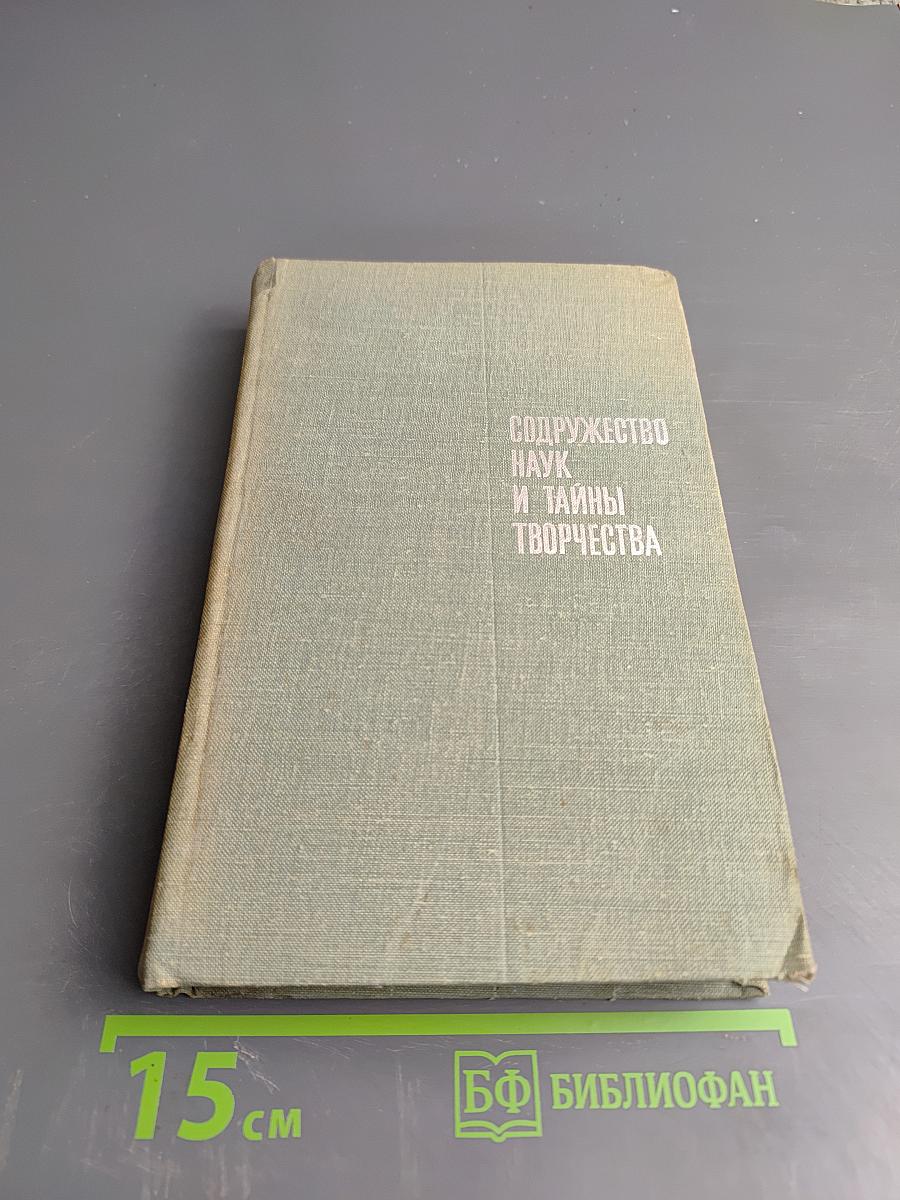 СОДРУЖЕСТВО
НАУК
И ТАЙНЫ
ТВОРЧЕСТВА
15 см
БФ БИБЛИОФАН